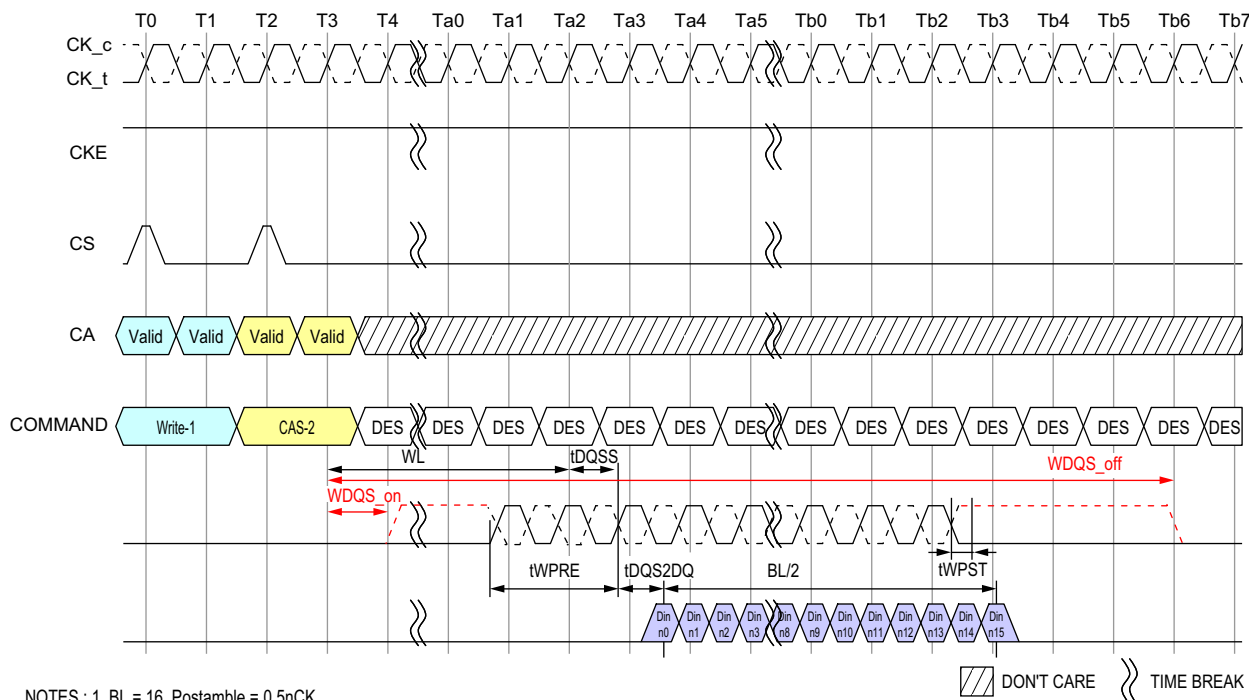 T0 T1 T2 T3 T4 Ta0 Ta1 Ta2 Ta3 Ta4 Ta5 Tb0 Tb1 Tb2 Tb3 Tb4 Tb5 Tb6 Tb7
CK_c
CK_t
CKE
CS
CA Valid Valid Valid Valid
COMMAND Write-1 CAS-2 DES DES DES DES DES DES DES DES DES DES DES DES DES DES DES
WL tDQSS WDQS_off
WDQS_on
tWPRE tDQS2DQ BL/2 tWPST
Din Din Din Din Din Din Din Din Din Din Din Din
n0 n1 n2 n3 n8 n9 n10 n11 n12 n13 n14 n15
DON'T CARE TIME BREAK
NOTES : 1. BL = 16, Postamble = 0.5nCK